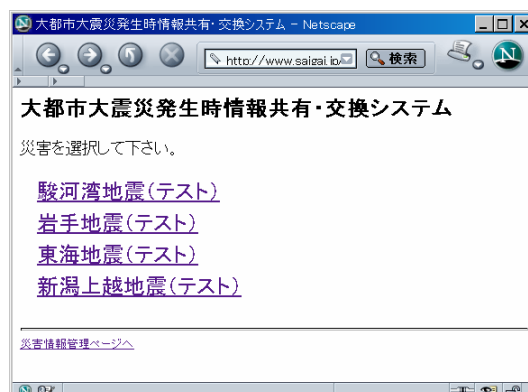 大都市大震災発生時情報共有・交換システム - Netscape
http://www.saigai.jp/
検索
大都市大震災発生時情報共有・交換システム
災害を選択して下さい。
駿河湾地震(テスト)
岩手地震(テスト)
東海地震(テスト)
新潟上越地震(テスト)
災害情報管理ページへ